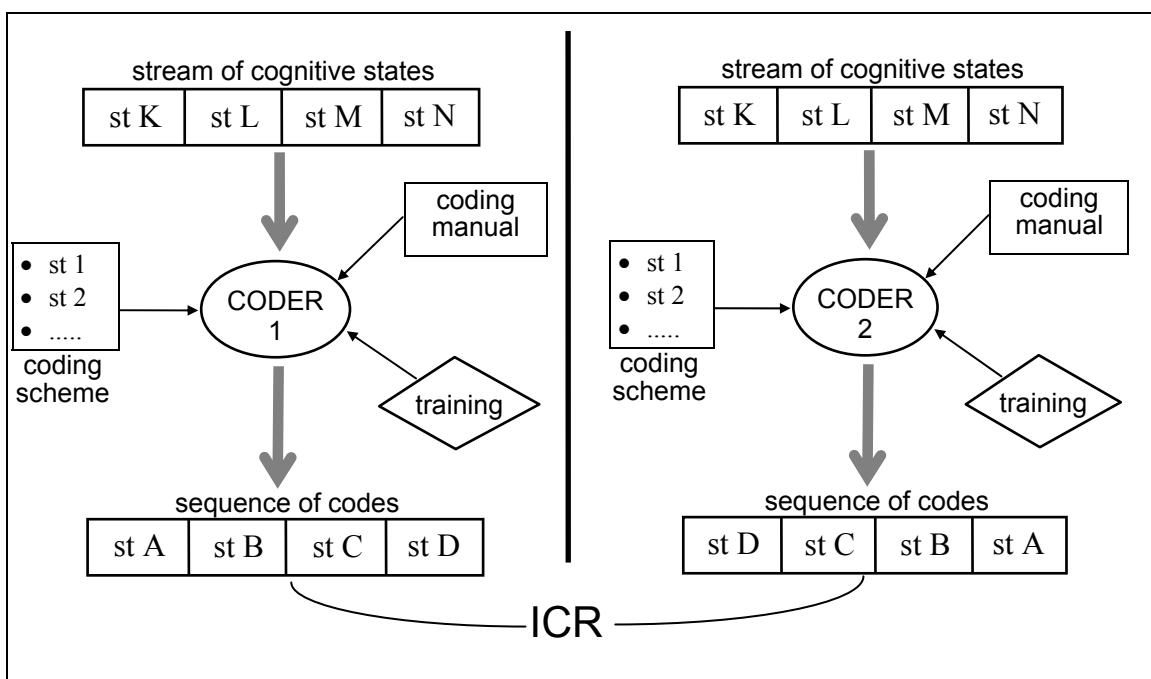 stream of cognitive states
st K st L st M st N
coding
manual
• st 1
• st 2
• .....
coding
scheme
CODER
1
training
sequence of codes
st A st B st C st D
stream of cognitive states
st K st L st M st N
coding
manual
• st 1
• st 2
• .....
coding
scheme
CODER
2
training
sequence of codes
st D st C st B st A
ICR